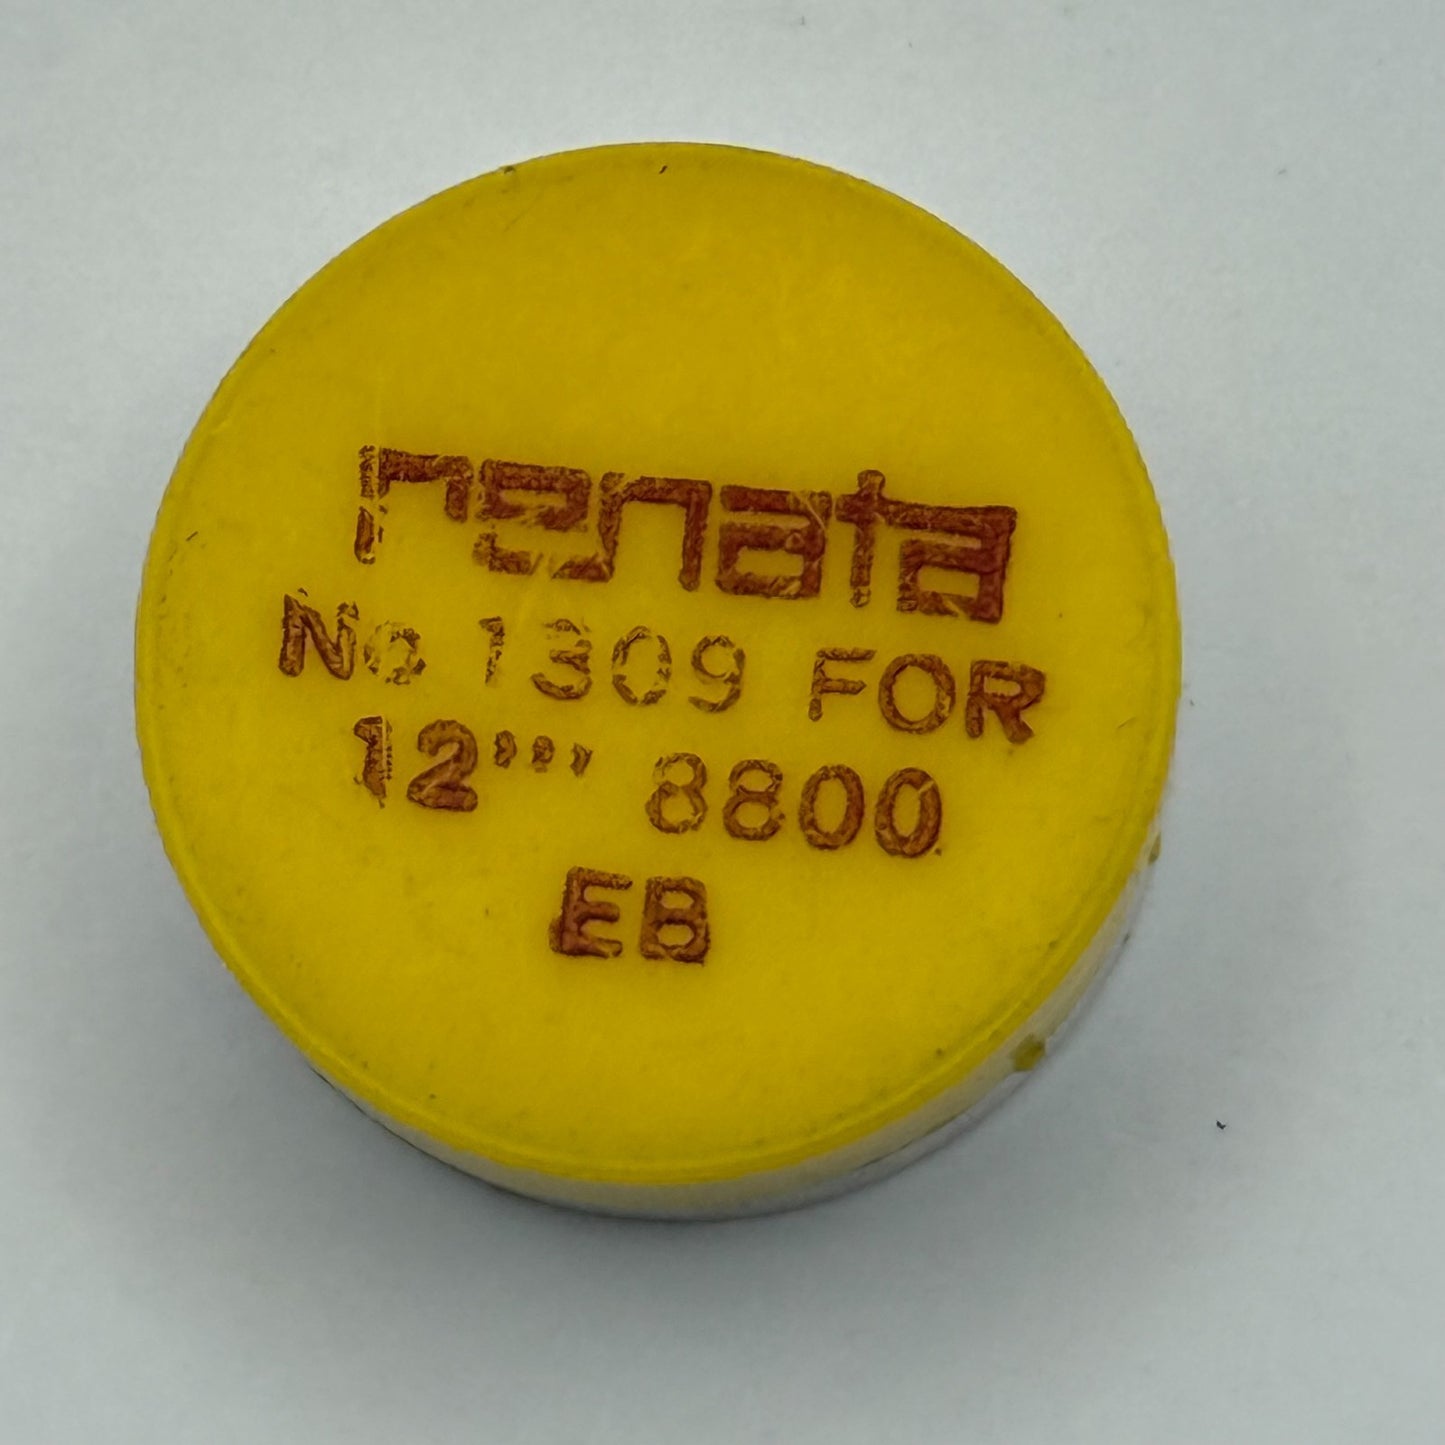 renata
No 1309 FOR
12''' 8800
EB